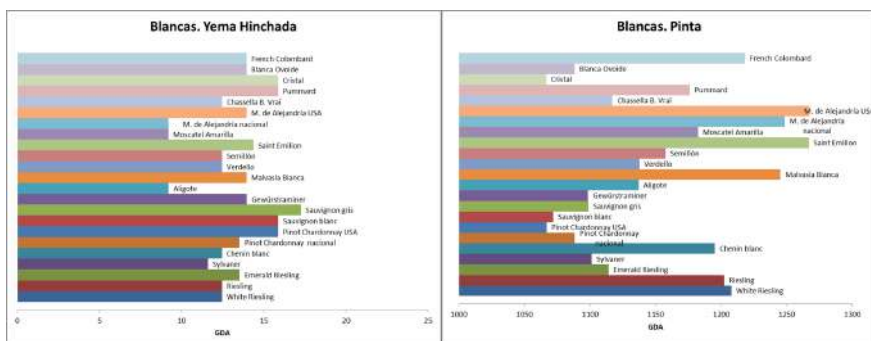 Blancas. Yema Hinchada
French Colombard
Blanca Ovoide
Cristal
Pummard
Chassella B. Vrai
M. de Alejandría USA
M. de Alejandria nacional
Moscatel Amarilla
Saint Emilion
Semillón
Verdello
Malvasia Blanca
Aligote
Gewürstraminer
Sauvignon gris
Sauvignon blanc
Pinot Chardonnay USA
Pinot Chardonnay nacional
Chenin blanc
Sylvaner
Emerald Riesling
Riesling
White Riesling
0 5 10 15 20 25
GDA
Blancas. Pinta
French Colombard
Blanca Ovoide
Cristal
Pummard
Chassella B. Vraí
M. de Alejandría USA
M. de Alejandría
nacional
Moscatel Amarilla
Saint Emilion
Semillón
Verdello
Malvasia Blanca
Aligote
Gewürstraminer
Sauvignon gris
Sauvignon blanc
Pinot Chardonnay USA
Pinot Chardonnay
nacional
Chenin blanc
Sylvaner
Emerald Riesling
Riesling
White Riesling
1000 1050 1100 1150 1200 1250 1300
GDA